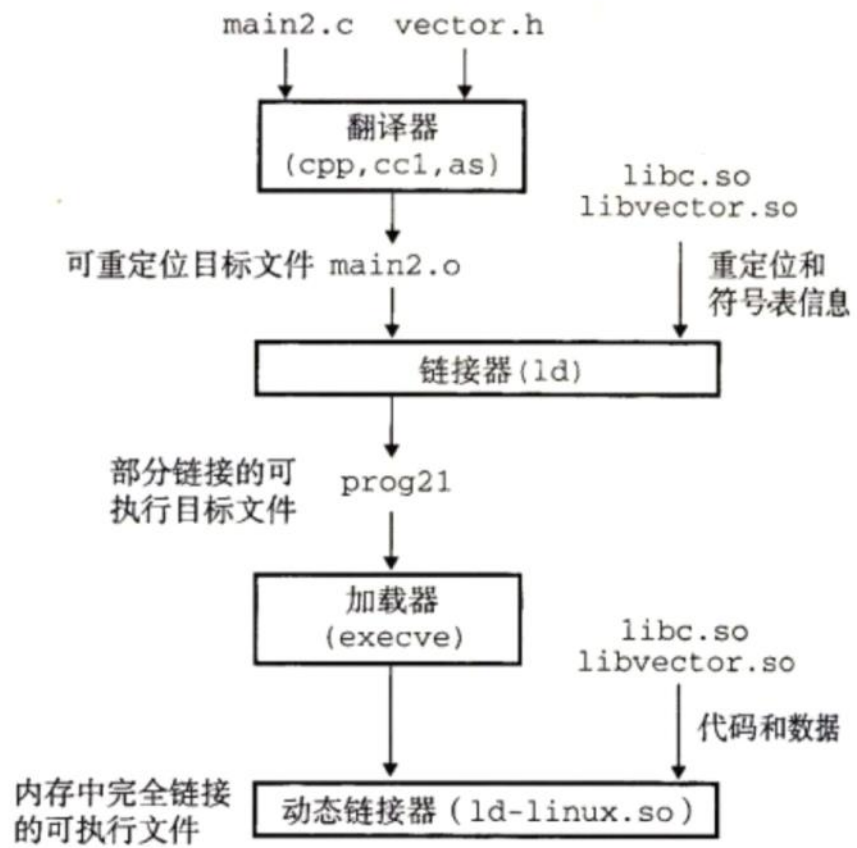 main2.c vector.h
翻译器
(cpp,cc1,as)
libc.so
libvector.so
可重定位目标文件 main2.o
重定位和
符号表信息
链接器(ld)
部分链接的可
执行目标文件
prog21
加载器
(execve)
libc.so
libvector.so
代码和数据
内存中完全链接
的可执行文件
动态链接器(ld-linux.so)